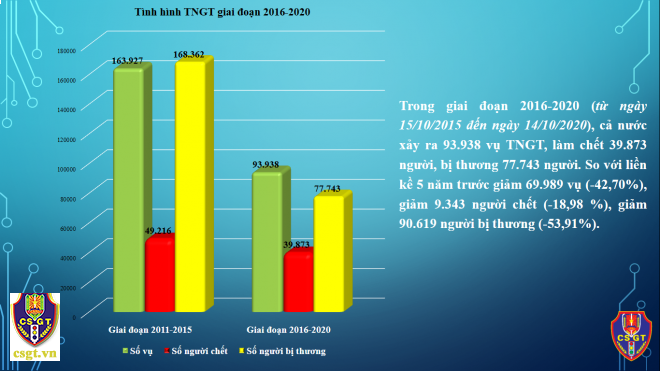 Tình hình TNGT giai đoạn 2016-2020
180000
160000
140000
120000
100000
80000
60000
40000
20000
0
163.927
49,216
168.362
93.938
39.873
77.743
Giai đoạn 2011-2015
Giai đoạn 2016-2020
Số vụ
Số người chết
Số người bị thương
Trong giai đoạn 2016-2020 (từ ngày
15/10/2015 đến ngày 14/10/2020), cả nước
xảy ra 93.938 vụ TNGT, làm chết 39.873
người, bị thương 77.743 người. So với liền
kề 5 năm trước giảm 69.989 vụ (-42,70%),
giảm 9.343 người chết (-18,98 %), giảm
90.619 người bị thương (-53,91%).
CSGT
csgt.vn
CSGT